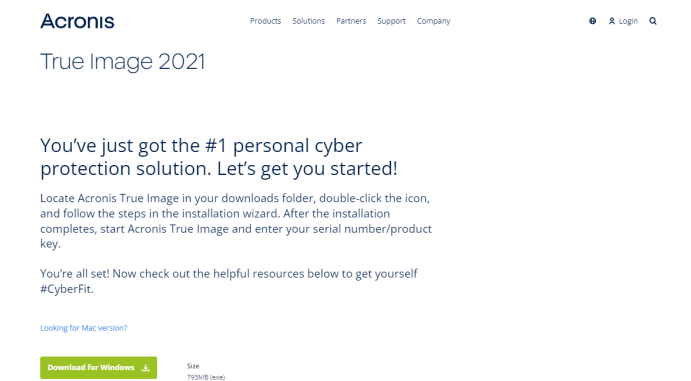 Acronis
Products Solutions Partners Support Company Login
True Image 2021
You’ve just got the #1 personal cyber
protection solution. Let’s get you started!
Locate Acronis True Image in your downloads folder, double-click the icon,
and follow the steps in the installation wizard. After the installation
completes, start Acronis True Image and enter your serial number/product
key.
You’re all set! Now check out the helpful resources below to get yourself
#CyberFit.
Looking for Mac version?
Download for Windows
Size
793MB (exe)